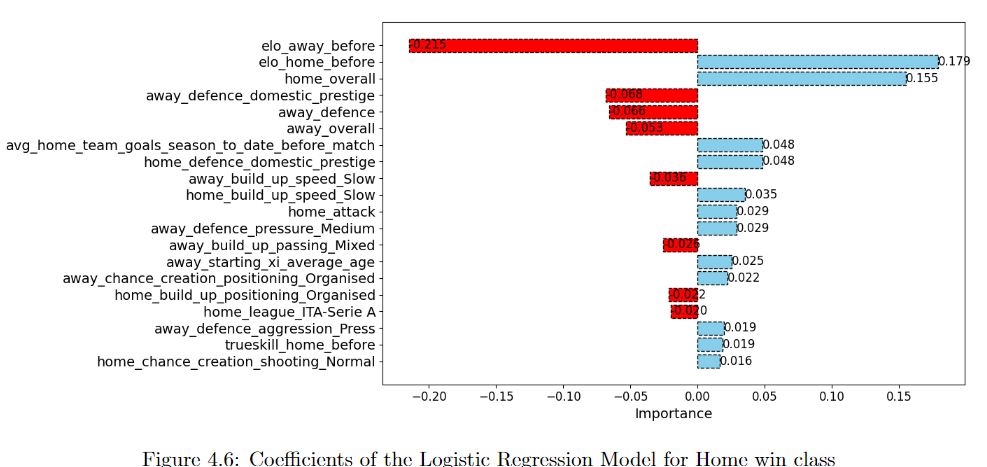 elo_away_before -0.215
elo_home_before 0.179
home_overall 0.155
away_defence_domestic_prestige -0.068
away_defence -0.066
away_overall -0.053
avg_home_team_goals_season_to_date_before_match 0.048
home_defence_domestic_prestige 0.048
away_build_up_speed_Slow -0.036
home_build_up_speed_Slow 0.035
home_attack 0.029
away_defence_pressure_Medium 0.029
away_build_up_passing_Mixed -0.026
away_starting_xi_average_age 0.025
away_chance_creation_positioning_Organised 0.022
home_build_up_positioning_Organised -0.022
home_league_ITA-Serie A -0.020
away_defence_aggression_Press 0.019
trueskill_home_before 0.019
home_chance_creation_shooting_Normal 0.016
−0.20 −0.15 −0.10 −0.05 0.00 0.05 0.10 0.15
Importance
Figure 4.6: Coefficients of the Logistic Regression Model for Home win class